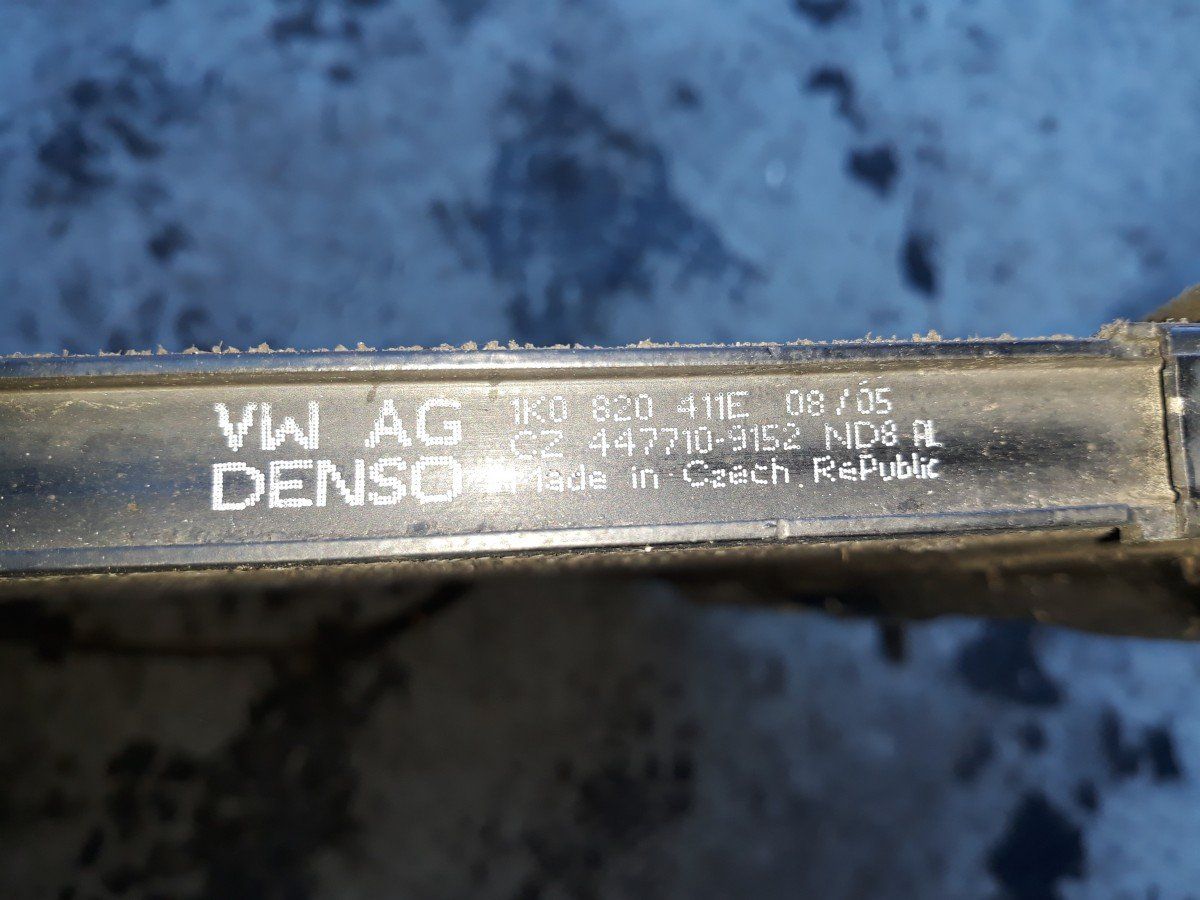 VW AG
DENSO
1K0 820 411E 08/05
CZ 447710-9152 ND8 AL
Made in Czech RePublic